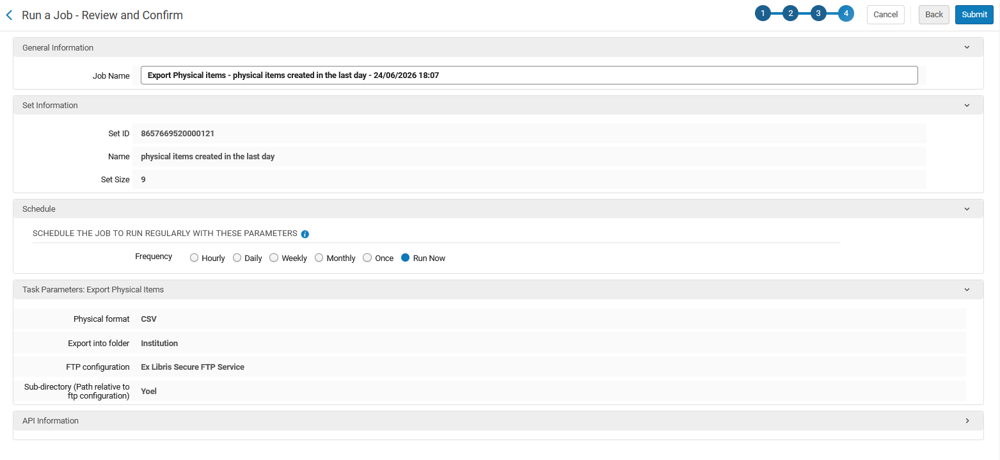 Run a Job - Review and Confirm
1 2 3 4
Cancel
Back
Submit
General Information
Job Name Export Physical items - physical items created in the last day - 24/06/2026 18:07
Set Information
Set ID 8657669520000121
Name physical items created in the last day
Set Size 9
Schedule
SCHEDULE THE JOB TO RUN REGULARLY WITH THESE PARAMETERS i
Frequency Hourly Daily Weekly Monthly Once Run Now
Task Parameters: Export Physical Items
Physical format CSV
Export into folder Institution
FTP configuration Ex Libris Secure FTP Service
Sub-directory (Path relative to
ftp configuration) Yoel
API Information